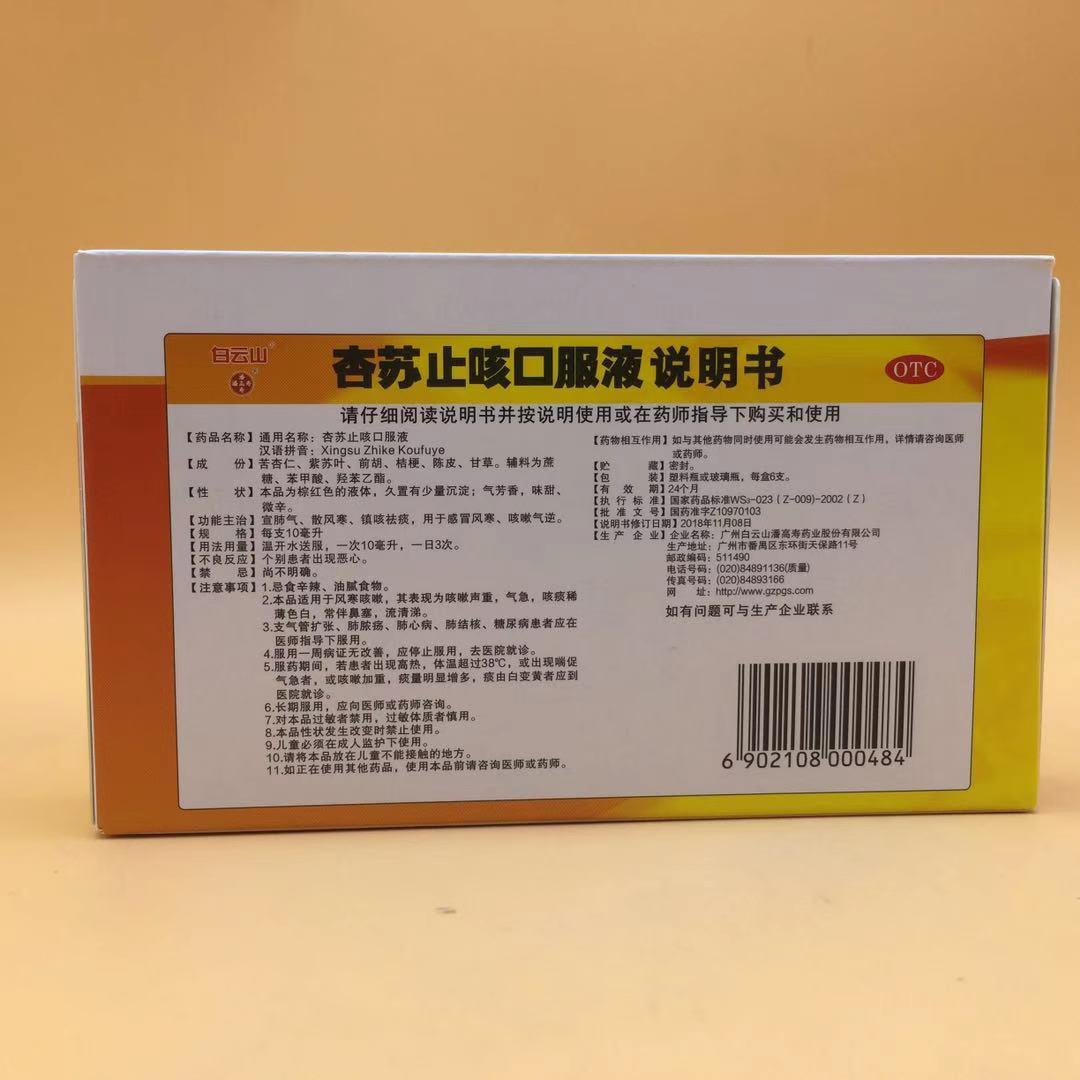 白云山®
潘高寿®
杏苏止咳口服液说明书
OTC
请仔细阅读说明书并按说明使用或在药师指导下购买和使用
【药品名称】通用名称：杏苏止咳口服液
汉语拼音：Xingsu Zhike Koufuye
【成 份】苦杏仁、紫苏叶、前胡、桔梗、陈皮、甘草。辅料为蔗
糖、苯甲酸、羟苯乙酯。
【性 状】本品为棕红色的液体，久置有少量沉淀；气芳香，味甜、
微辛。
【功能主治】宣肺气、散风寒、镇咳祛痰，用于感冒风寒、咳嗽气逆。
【规 格】每支10毫升
【用法用量】温开水送服，一次10毫升，一日3次。
【不良反应】个别患者出现恶心。
【禁 忌】尚不明确。
【注意事项】1.忌食辛辣、油腻食物。
2.本品适用于风寒咳嗽，其表现为咳嗽声重，气急，咳痰稀
薄色白，常伴鼻塞，流清涕。
3.支气管扩张、肺脓疡、肺心病、肺结核、糖尿病患者应在
医师指导下服用。
4.服用一周病证无改善，应停止服用，去医院就诊。
5.服药期间，若患者出现高热，体温超过38℃，或出现喘促
气急者，或咳嗽加重，痰量明显增多，痰由白变黄者应到
医院就诊。
6.长期服用，应向医师或药师咨询。
7.对本品过敏者禁用，过敏体质者慎用。
8.本品性状发生改变时禁止使用。
9.儿童必须在成人监护下使用。
10.请将本品放在儿童不能接触的地方。
11.如正在使用其他药品，使用本品前请咨询医师或药师。
【药物相互作用】如与其他药物同时使用可能会发生药物相互作用，详情请咨询医师
或药师。
【贮 藏】密封。
【包 装】塑料瓶或玻璃瓶，每盒6支。
【有 效 期】24个月
【执 行 标 准】国家药品标准WS₃-023（Z-009)-2002（Z）
【批 准 文 号】国药准字Z10970103
【说明书修订日期】2018年11月08日
【生 产 企 业】企业名称：广州白云山潘高寿药业股份有限公司
生产地址：广州市番禺区东环街天保路11号
邮政编码：511490
电话号码：(020)84891136(质量)
传真号码：(020)84893166
网 址：http://www.gzpgs.com
如有问题可与生产企业联系
6 902108 000484